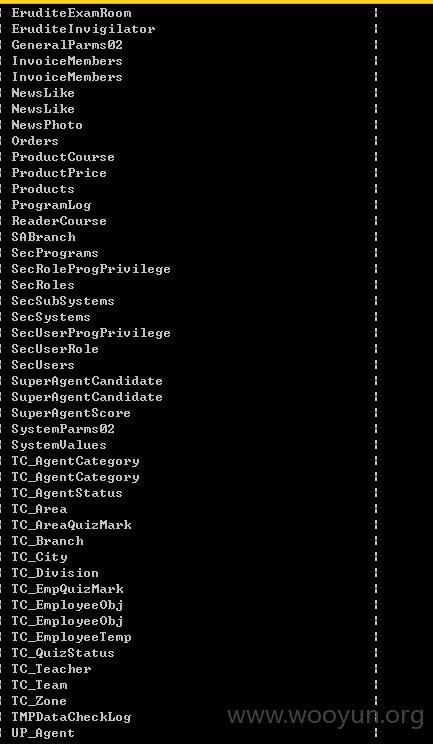 EruditeExamRoom
EruditeInvigilator
GeneralParms02
InvoiceMembers
InvoiceMembers
NewsLike
NewsLike
NewsPhoto
Orders
ProductCourse
ProductPrice
Products
ProgramLog
ReaderCourse
SABranch
SecPrograms
SecRoleProgPrivilege
SecRoles
SecSubSystems
SecSystems
SecUserProgPrivilege
SecUserRole
SecUsers
SuperAgentCandidate
SuperAgentCandidate
SuperAgentScore
SystemParms02
SystemValues
TC_AgentCategory
TC_AgentCategory
TC_AgentStatus
TC_Area
TC_AreaQuizMark
TC_Branch
TC_City
TC_Division
TC_EmpQuizMark
TC_EmployeeObj
TC_EmployeeObj
TC_EmployeeTemp
TC_QuizStatus
TC_Teacher
TC_Team
TC_Zone
TMPDataCheckLog
UP_Agent
www.wooyun.org